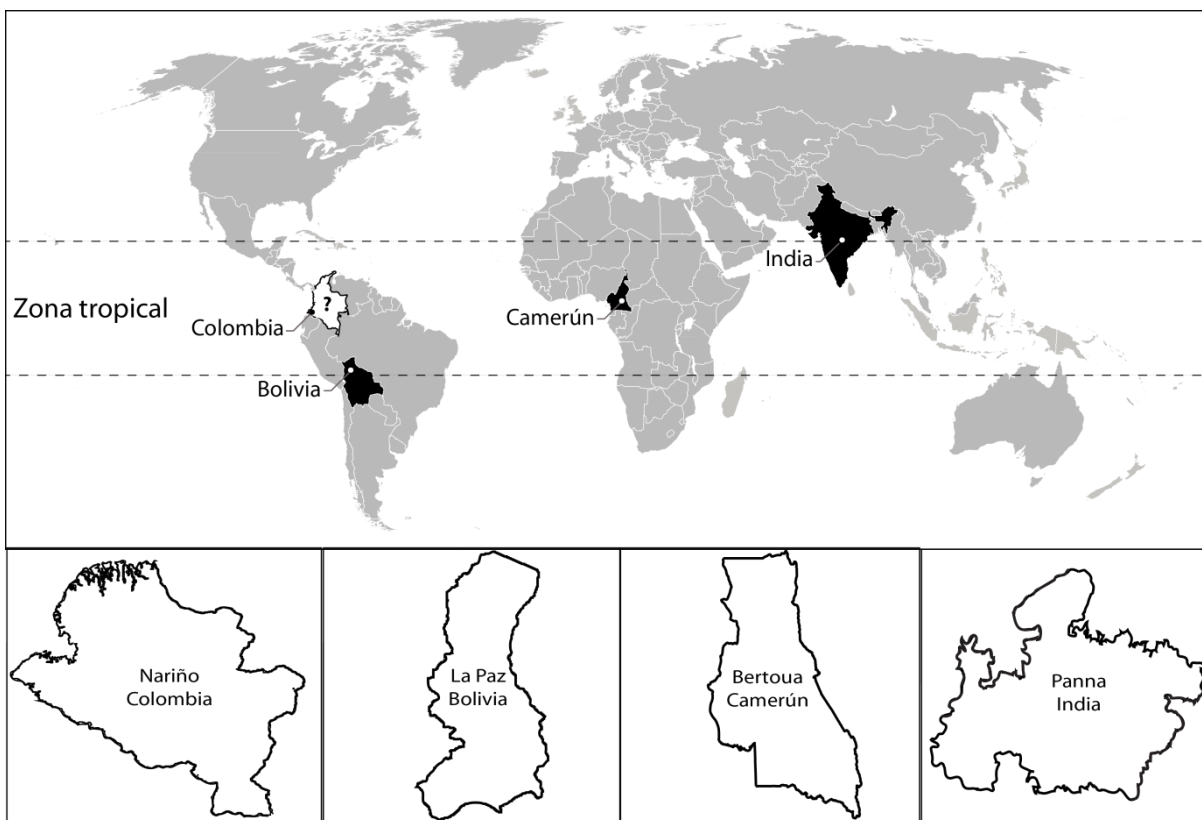 India
Zona tropical
?
Camerún
Colombia
Bolivia
Nariño
Colombia
La Paz
Bolivia
Bertoua
Camerún
Panna
India